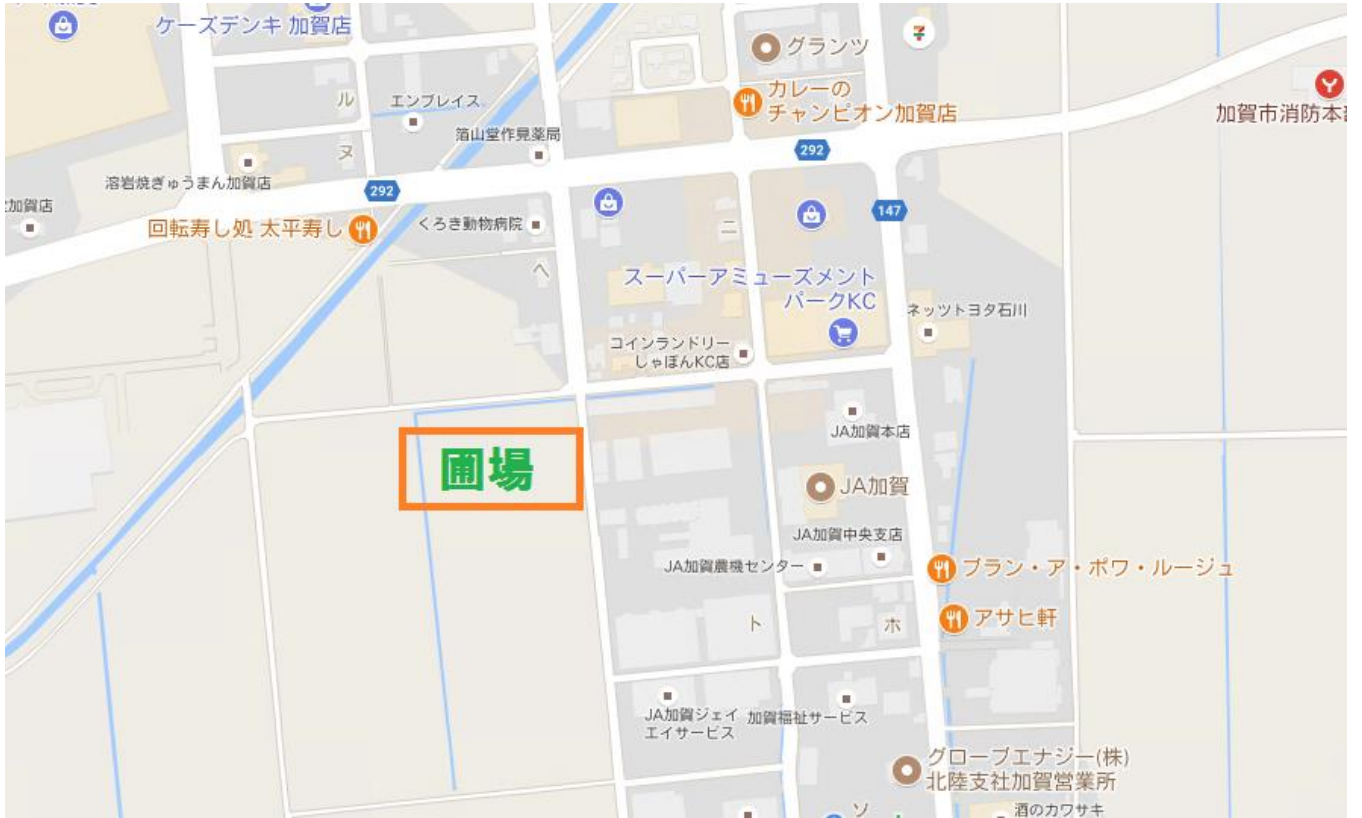 ケーズデンキ 加賀店
グランツ
カレーの
チャンピオン加賀店
加賀市消防本部
ル
エンブレイス
箔山堂作見薬局
ヌ
292
溶岩焼ぎゅうまん加賀店
292
加賀店
147
回転寿し処 太平寿し
くろき動物病院
ニ
ヘ
スーパーアミューズメント
パークKC
ネッツトヨタ石川
コインランドリー
しゃぼんKC店
JA加賀本店
圃場
JA加賀
JA加賀中央支店
JA加賀農機センター
ブラン・ア・ポワ・ルージュ
ト
ホ
アサヒ軒
JA加賀ジェイ
エイサービス
加賀福祉サービス
グローブエナジー(株)
北陸支社加賀営業所
ソ
酒のカワサキ